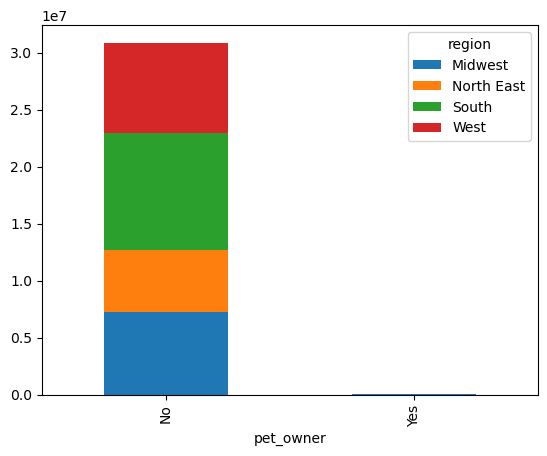 1e7
3.0
2.5
2.0
1.5
1.0
0.5
0.0
region
Midwest
North East
South
West
No
Yes
pet_owner